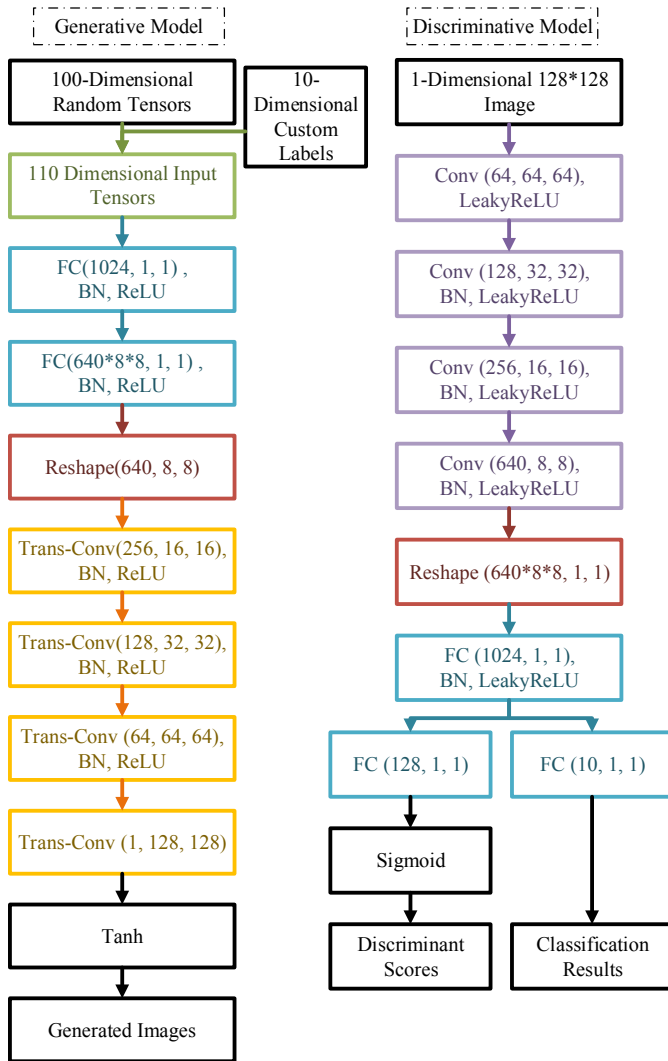 Generative Model
100-Dimensional
Random Tensors
10-
Dimensional
Custom
Labels
110 Dimensional Input
Tensors
FC(1024, 1, 1) ,
BN, ReLU
FC(640*8*8, 1, 1) ,
BN, ReLU
Reshape(640, 8, 8)
Trans-Conv(256, 16, 16),
BN, ReLU
Trans-Conv(128, 32, 32),
BN, ReLU
Trans-Conv (64, 64, 64),
BN, ReLU
Trans-Conv (1, 128, 128)
Tanh
Generated Images
Discriminative Model
1-Dimensional 128*128
Image
Conv (64, 64, 64),
LeakyReLU
Conv (128, 32, 32),
BN, LeakyReLU
Conv (256, 16, 16),
BN, LeakyReLU
Conv (640, 8, 8),
BN, LeakyReLU
Reshape (640*8*8, 1, 1)
FC (1024, 1, 1),
BN, LeakyReLU
FC (128, 1, 1)
FC (10, 1, 1)
Sigmoid
Discriminant
Scores
Classification
Results